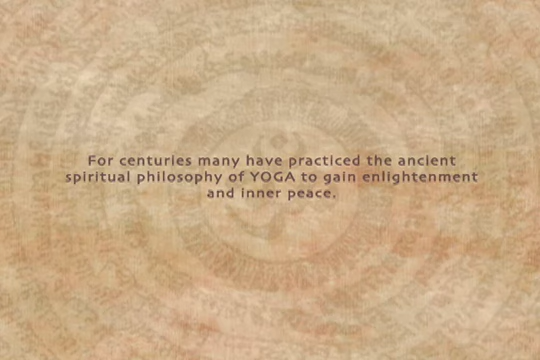 For centuries many have practiced the ancient
spiritual philosophy of YOGA to gain enlightenment
and inner peace.